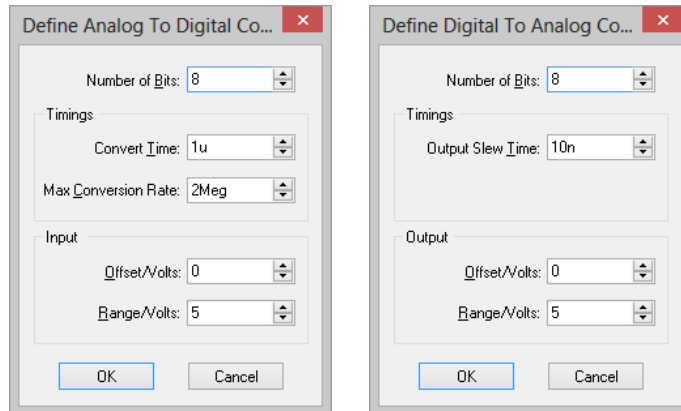 Define Analog To Digital Co...
Number of Bits: 8
Timings
Convert Time: 1u
Max Conversion Rate: 2Meg
Input
Offset/Volts: 0
Range/Volts: 5
OK Cancel
Define Digital To Analog Co...
Number of Bits: 8
Timings
Output Slew Time: 10n
Output
Offset/Volts: 0
Range/Volts: 5
OK Cancel